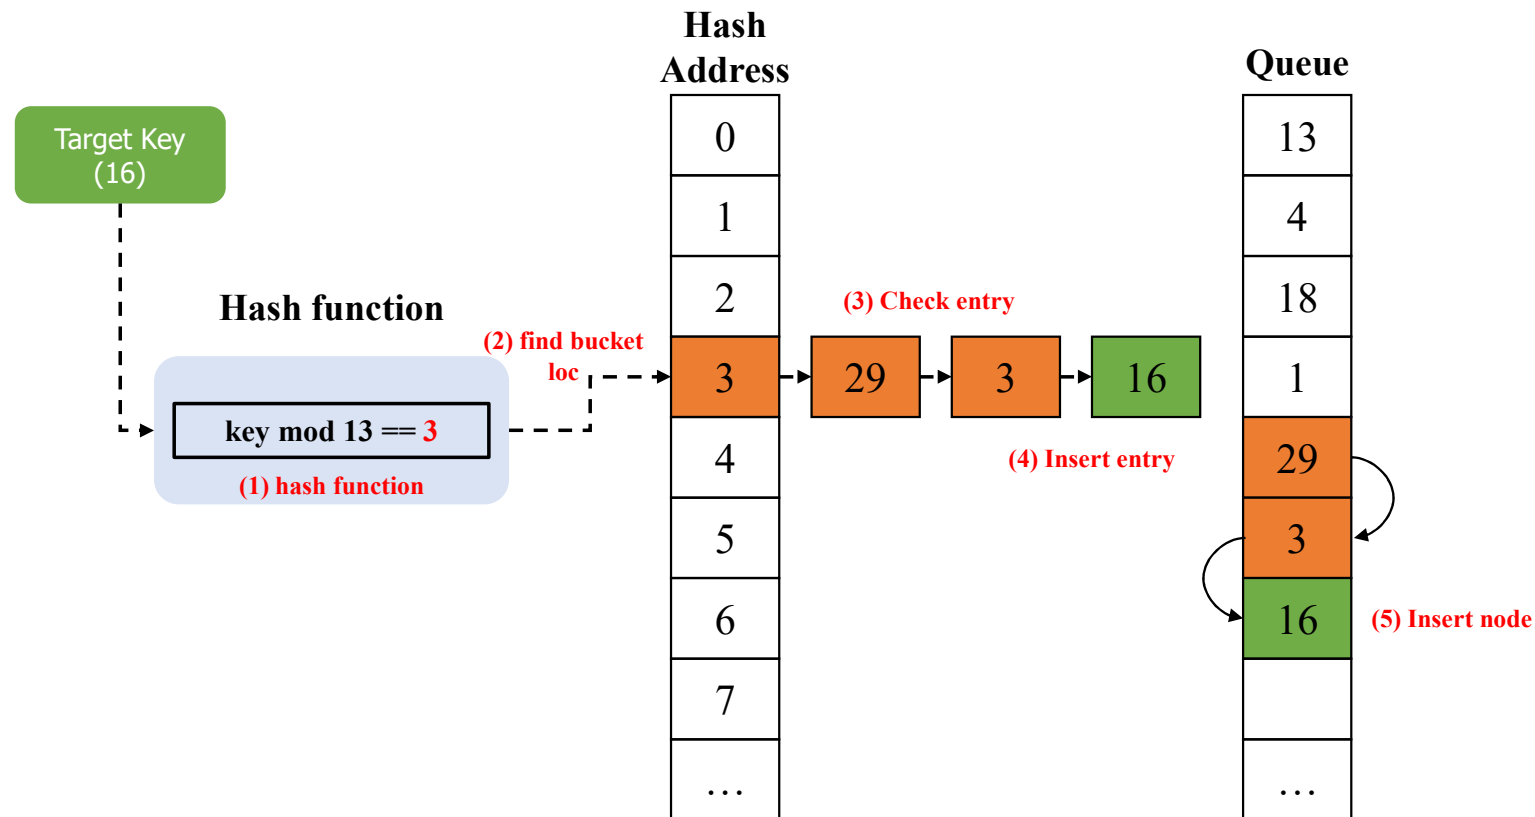 Target Key
(16)
Hash function
key mod 13 == 3
(1) hash function
(2) find bucket
loc
Hash
Address
0
1
2
3
4
5
6
7
…
(3) Check entry
29
3
16
(4) Insert entry
Queue
13
4
18
1
29
3
16
…
(5) Insert node